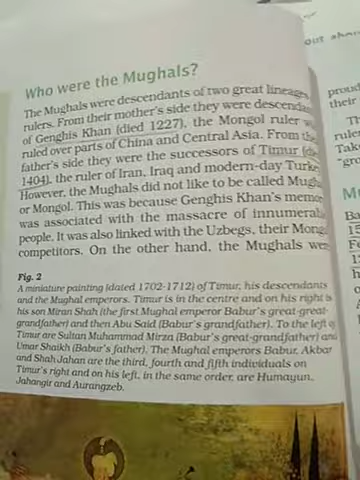 Who were the Mughals?
The Mughals were descendants of two great lineages
rulers. From their mother's side they were
of Genghis Khan (died 1227), the Mongol ruler
ruled over parts of China and Central Asia. From
father's side they were the successors of Timur
1404), the ruler of Iran, Iraq and modern-day
However, the Mughals did not like to be called
or Mongol. This was because Genghis Khan's
was associated with the massacre of
people. It was also linked with the Uzbegs, their
competitors. On the other hand, the Mughals
Fig. 2
A miniature painting (dated 1702-1712) of Timur, his descendants
and the Mughal emperors. Timur is in the centre and on his right is
his son Miran Shah (the first Mughal emperor Babur's great-great-
grandfather) and then Abu Said (Babur's grandfather). To the left of
Timur are Sultan Muhammad Mirza (Babur's great-grandfather) and
Umar Shaikh (Babur's father). The Mughal emperors Babur, Akbar
and Shah Jahan are the third, fourth and fifth individuals on
Timur's right and on his left, in the same order, are Humayun,
Jahangir and Aurangzeb.
out
their